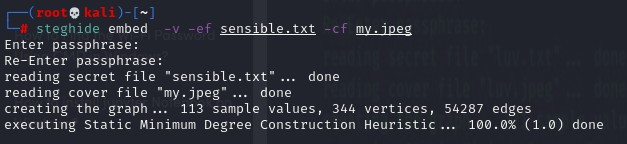 (root💀kali)-[~]
# steghide embed -v -ef sensible.txt -cf my.jpeg
Enter passphrase:
Re-Enter passphrase:
reading secret file "sensible.txt"... done
reading cover file "my.jpeg"... done
creating the graph... 113 sample values, 344 vertices, 54287 edges
executing Static Minimum Degree Construction Heuristic... 100.0% (1.0) done